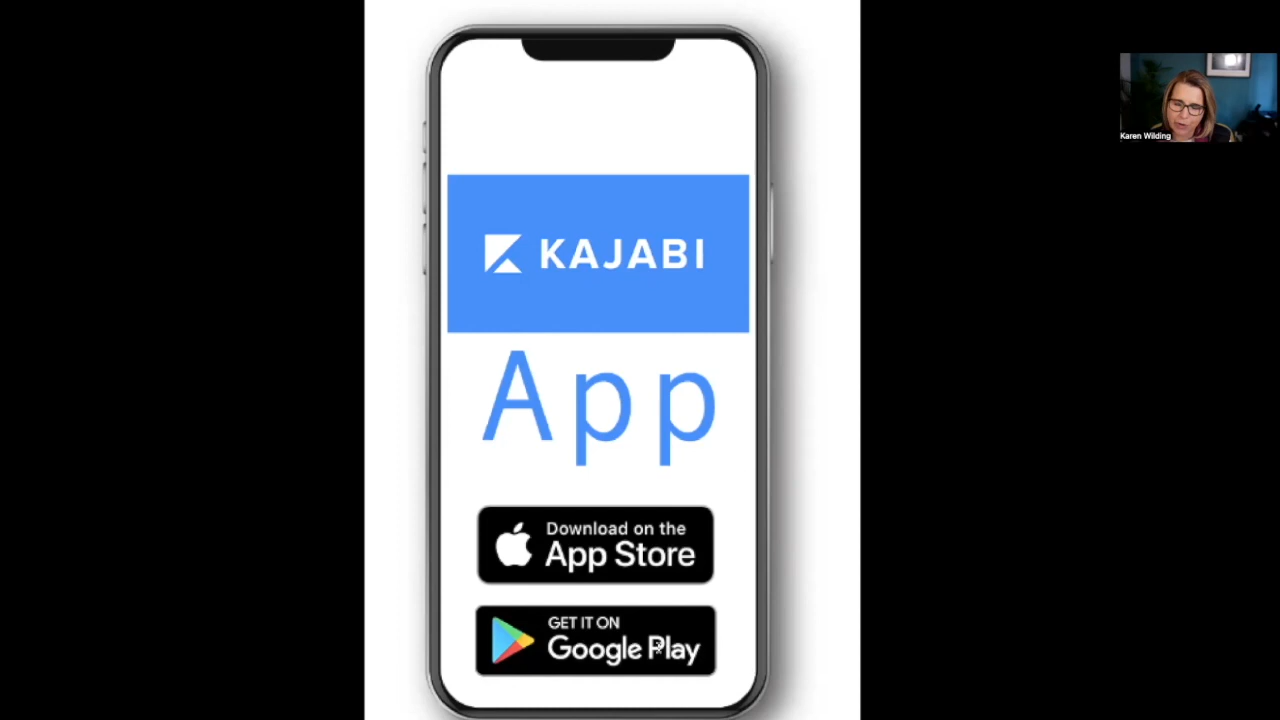 KAJABI
App
Download on the
App Store
GET IT ON
Google Play
Karen Wilding